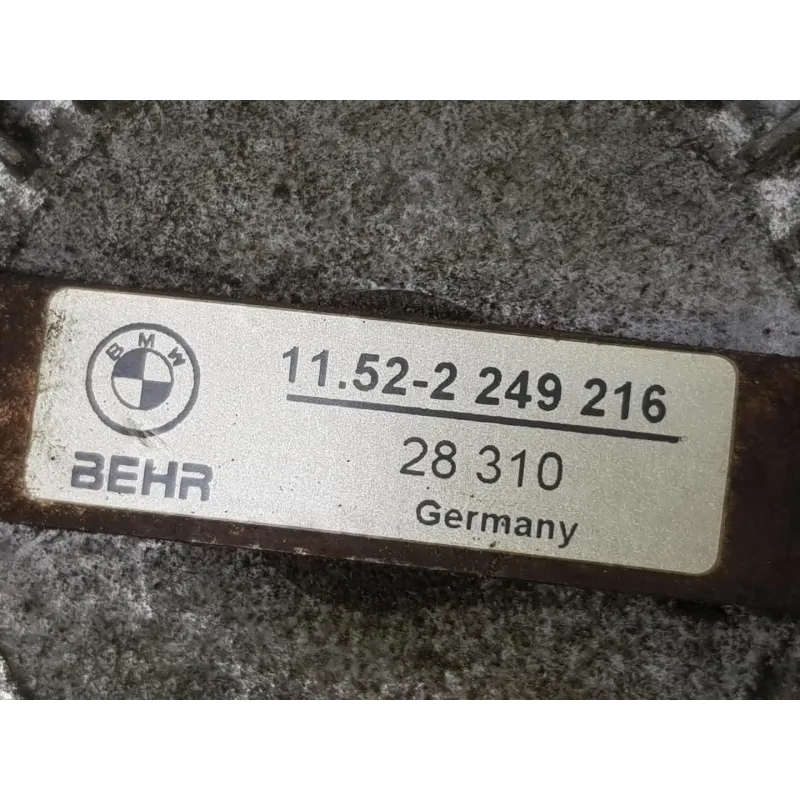 BMW
11.52-2 249 216
BEHR
28 310
Germany